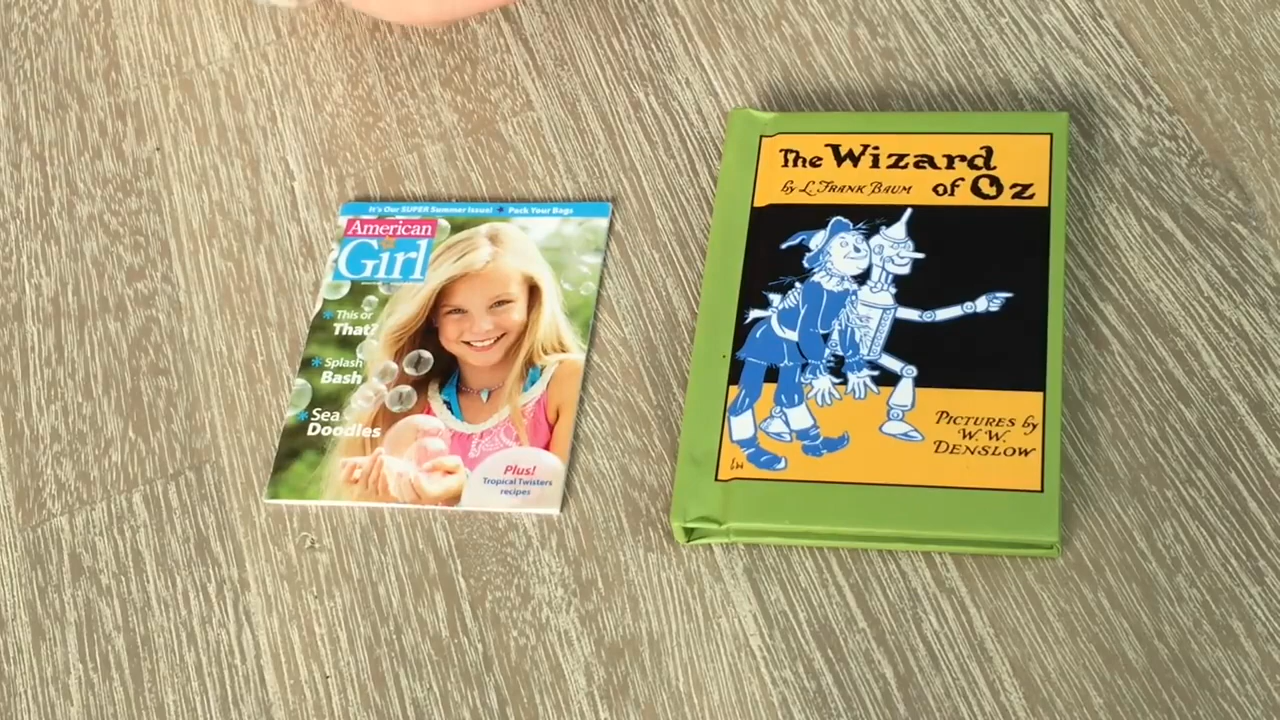 It's Our SUPER Summer Issue! * Pack Your Bags
American
Girl
* This or
That?
* Splash
Bash
* Sea
Doodles
Plus!
Tropical Twisters
recipes
The Wizard
by L. Frank Baum of Oz
Pictures by
W. W.
Denslow